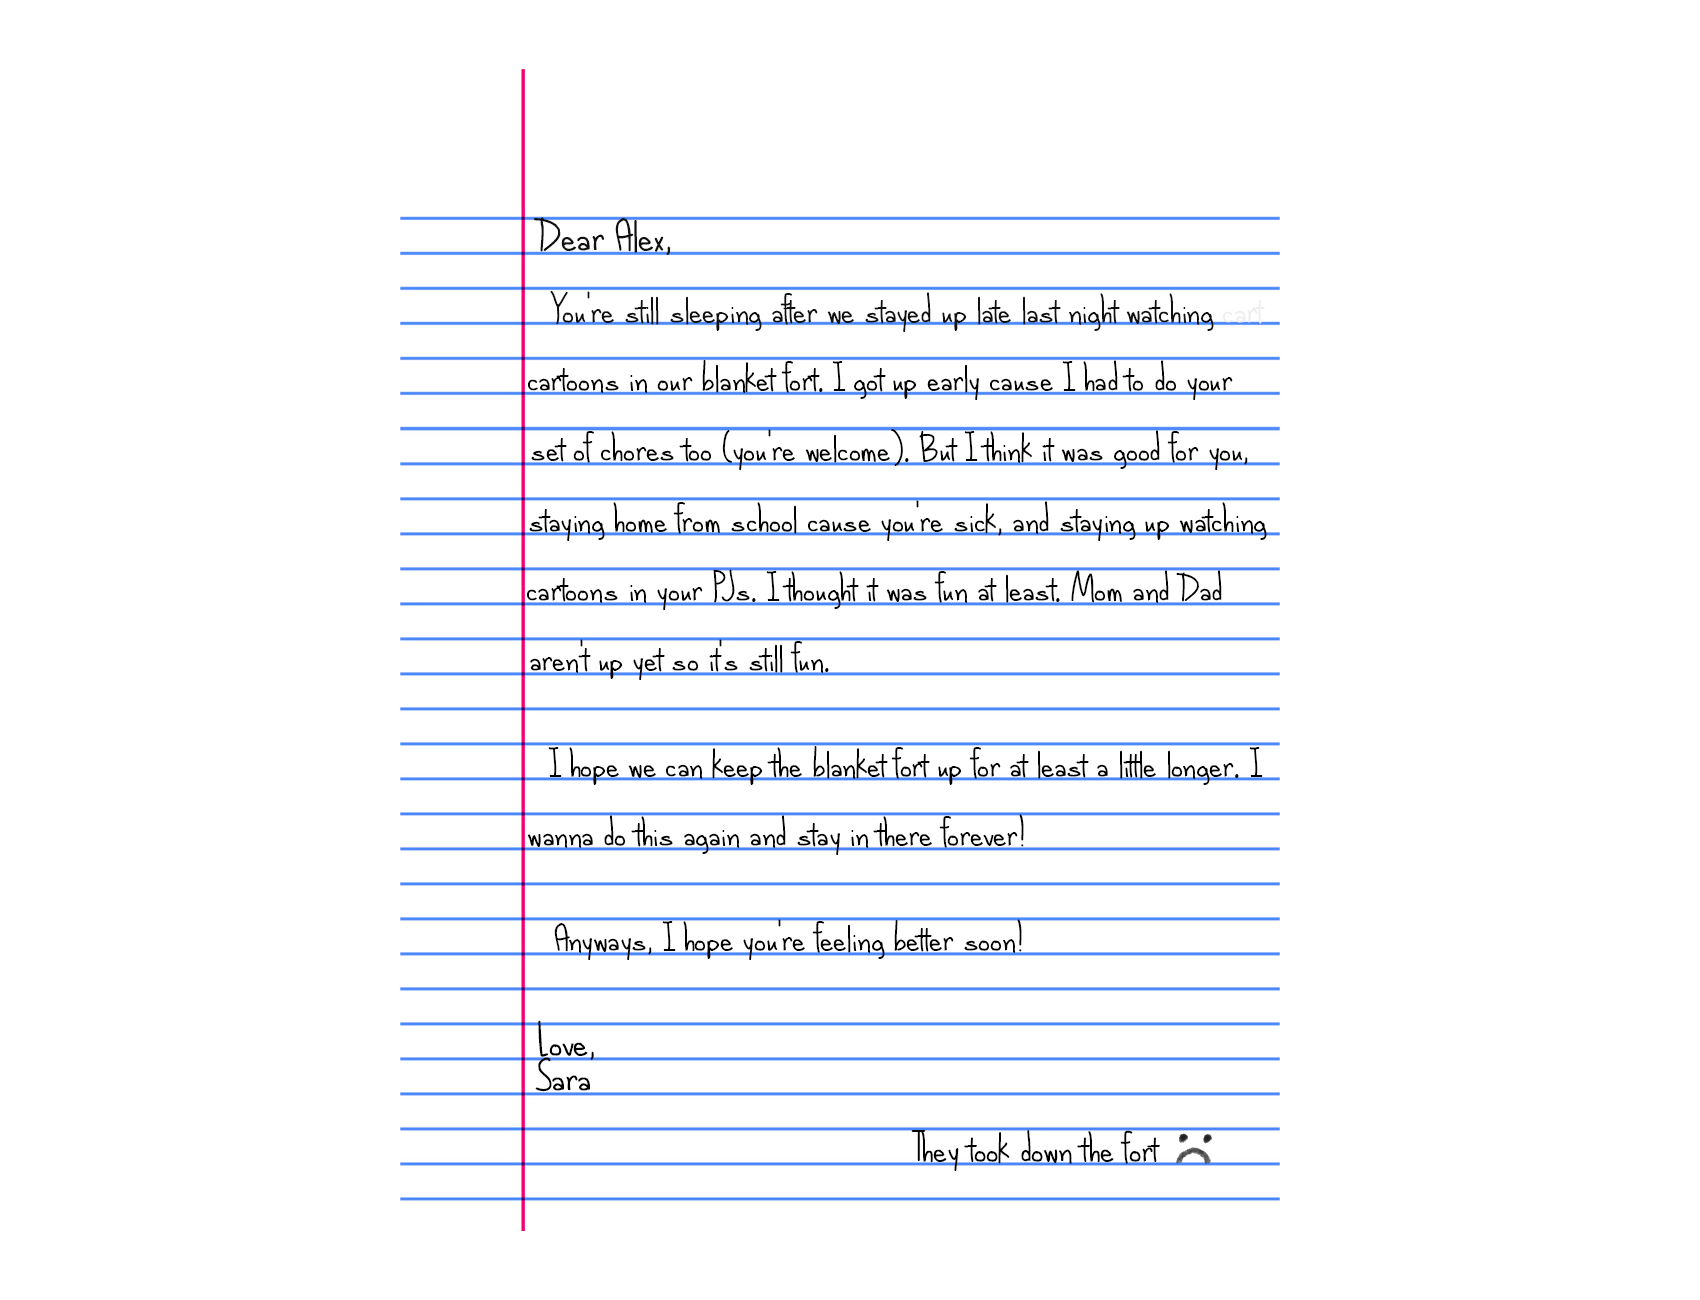 Dear Alex,
You're still sleeping after we stayed up late last night watching cart
cartoons in our blanket fort. I got up early cause I had to do your
set of chores too (you're welcome). But I think it was good for you,
staying home from school cause you're sick, and staying up watching
cartoons in your PJs. I thought it was fun at least. Mom and Dad
aren't up yet so it's still fun.
I hope we can keep the blanket fort up for at least a little longer. I
wanna do this again and stay in there forever!
Anyways, I hope you're feeling better soon!
Love,
Sara
They took down the fort